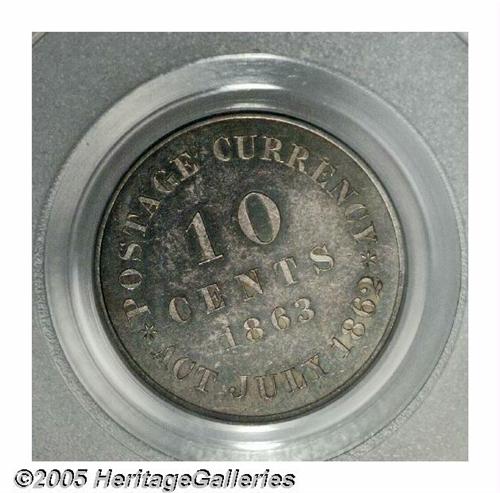 POSTAGE CURRENCY
10
CENTS
1863
* ACT JULY 1862 *
©2005 HeritageGalleries